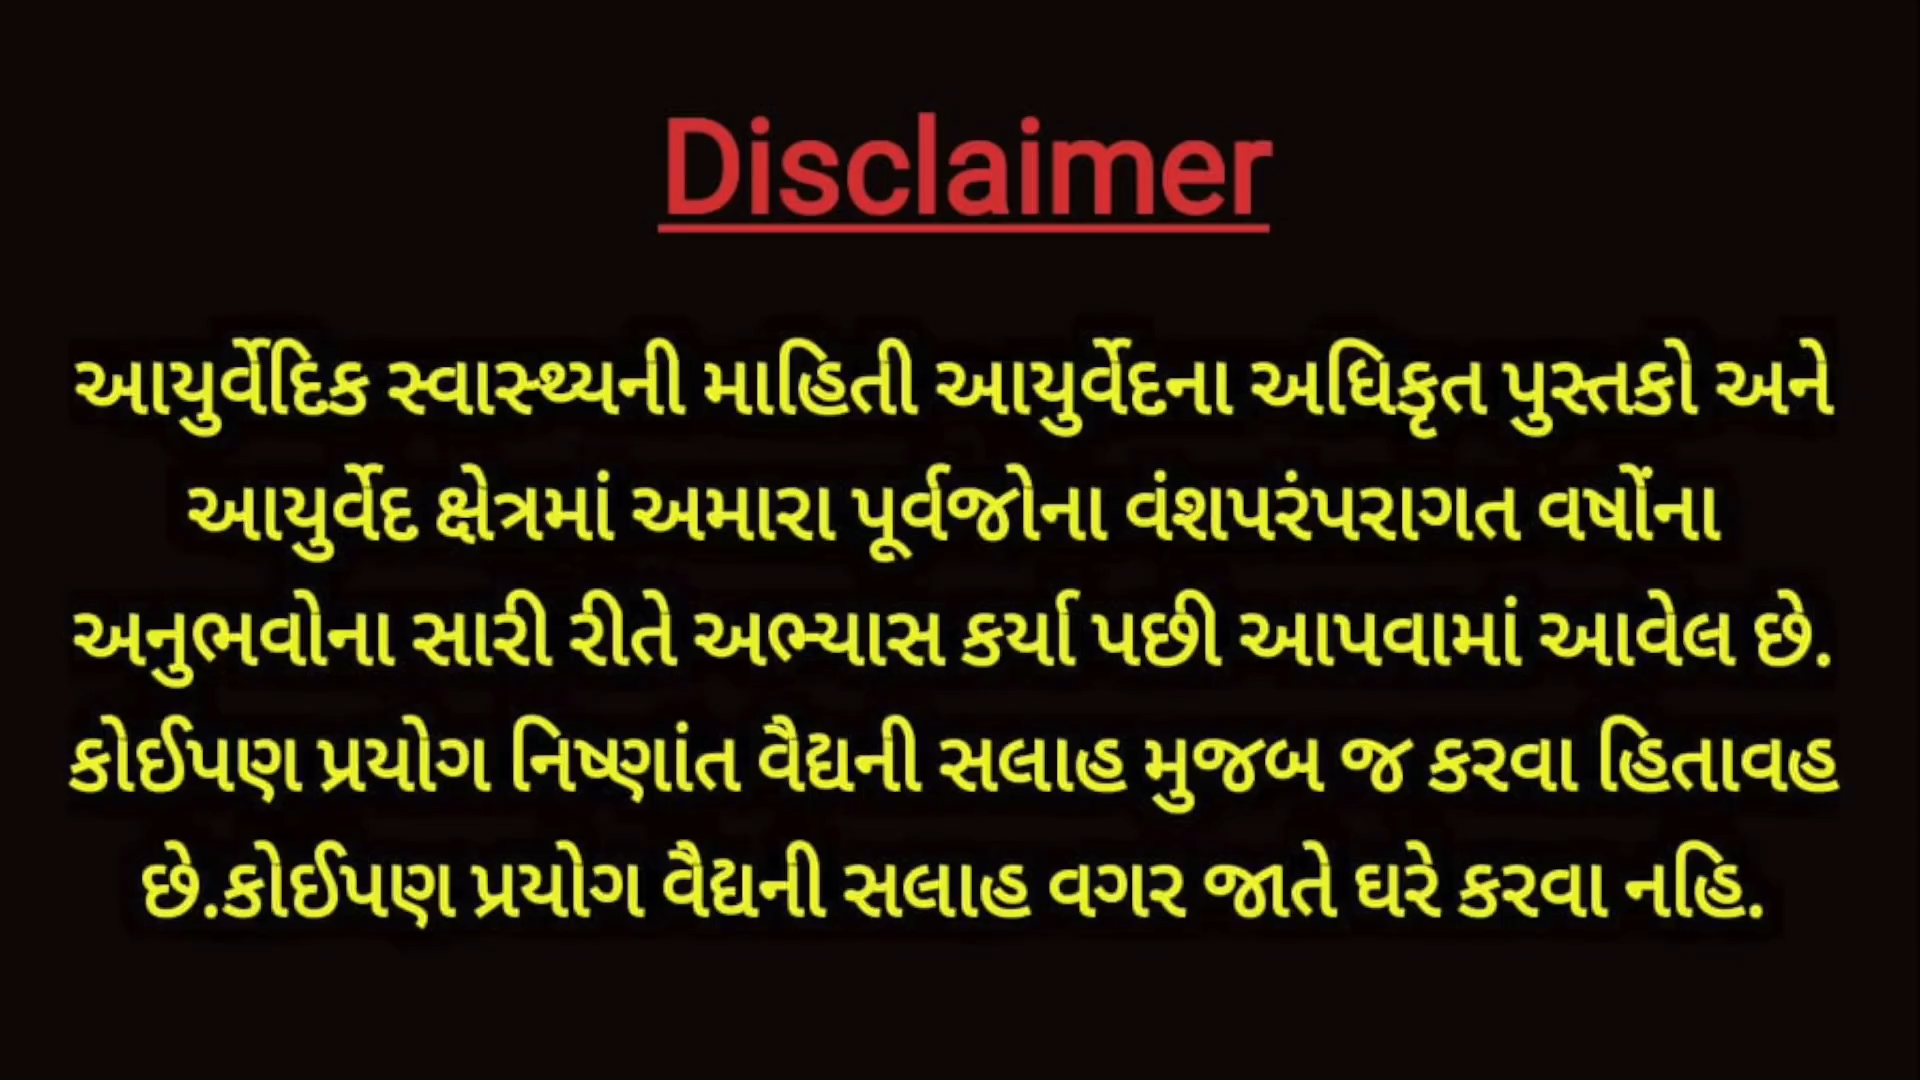 Disclaimer
આયુર્વેદિક સ્વાસ્થ્યની માહિતી આયુર્વેદના અધિકૃત પુસ્તકો અને
આયુર્વેદ ક્ષેત્રમાં અમારા પૂર્વજોના વંશપરંપરાગત વર્ષોના
અનુભવોના સારી રીતે અભ્યાસ કર્યા પછી આપવામાં આવેલ છે.
કોઈપણ પ્રયોગ નિષ્ણાંત વૈદ્યની સલાહ મુજબ જ કરવા હિતાવહ
છે.કોઈપણ પ્રયોગ વૈદ્યની સલાહ વગર જાતે ઘરે કરવા નહિ.